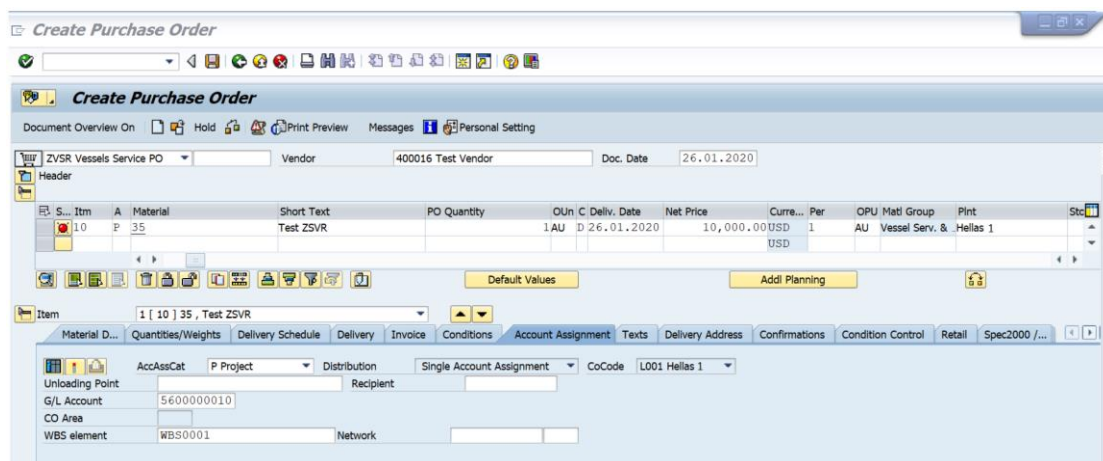 Create Purchase Order
Create Purchase Order
Document Overview On Hold Print Preview Messages Personal Setting
ZVSR Vessels Service PO Vendor 400016 Test Vendor Doc. Date 26.01.2020
Header
S... Itm A Material Short Text PO Quantity OUn C Deliv. Date Net Price Curre... Per OPU Matl Group Plnt Stc
10 P 35 Test ZSVR 1 AU D 26.01.2020 10,000.00 USD 1 AU Vessel Serv. & Hellas 1
USD
Default Values Addl Planning
Item 1 [ 10 ] 35 , Test ZSVR
Material D... Quantities/Weights Delivery Schedule Delivery Invoice Conditions Account Assignment Texts Delivery Address Confirmations Condition Control Retail Spec2000 /...
AccAssCat P Project Distribution Single Account Assignment CoCode L001 Hellas 1
Unloading Point Recipient
G/L Account 5600000010
CO Area
WBS element WBS0001 Network